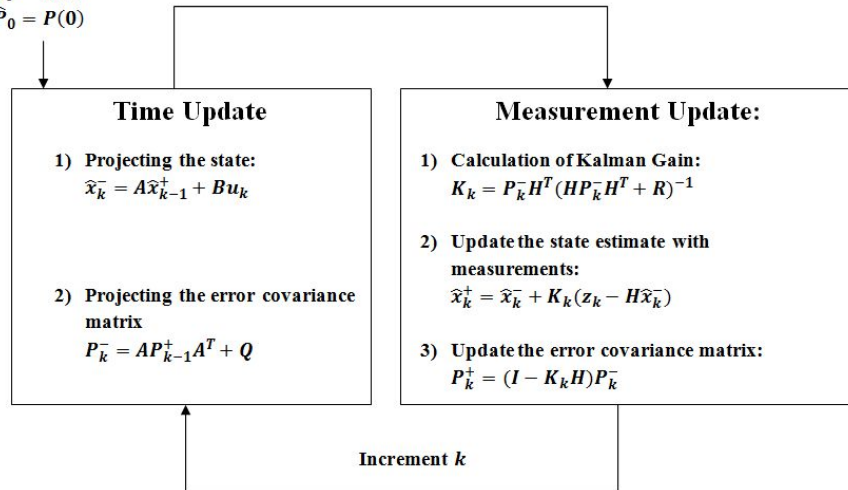 P̂₀ = P(0)
Time Update
Measurement Update:
1) Projecting the state:
x̂ₖ⁻ = Ax̂ₖ₋₁⁺ + Buₖ
2) Projecting the error covariance
matrix
Pₖ⁻ = APₖ₋₁⁺Aᵀ + Q
1) Calculation of Kalman Gain:
Kₖ = Pₖ⁻Hᵀ(HPₖ⁻Hᵀ + R)⁻¹
2) Update the state estimate with
measurements:
x̂ₖ⁺ = x̂ₖ⁻ + Kₖ(zₖ − Hx̂ₖ⁻)
3) Update the error covariance matrix:
Pₖ⁺ = (I − KₖH)Pₖ⁻
Increment k